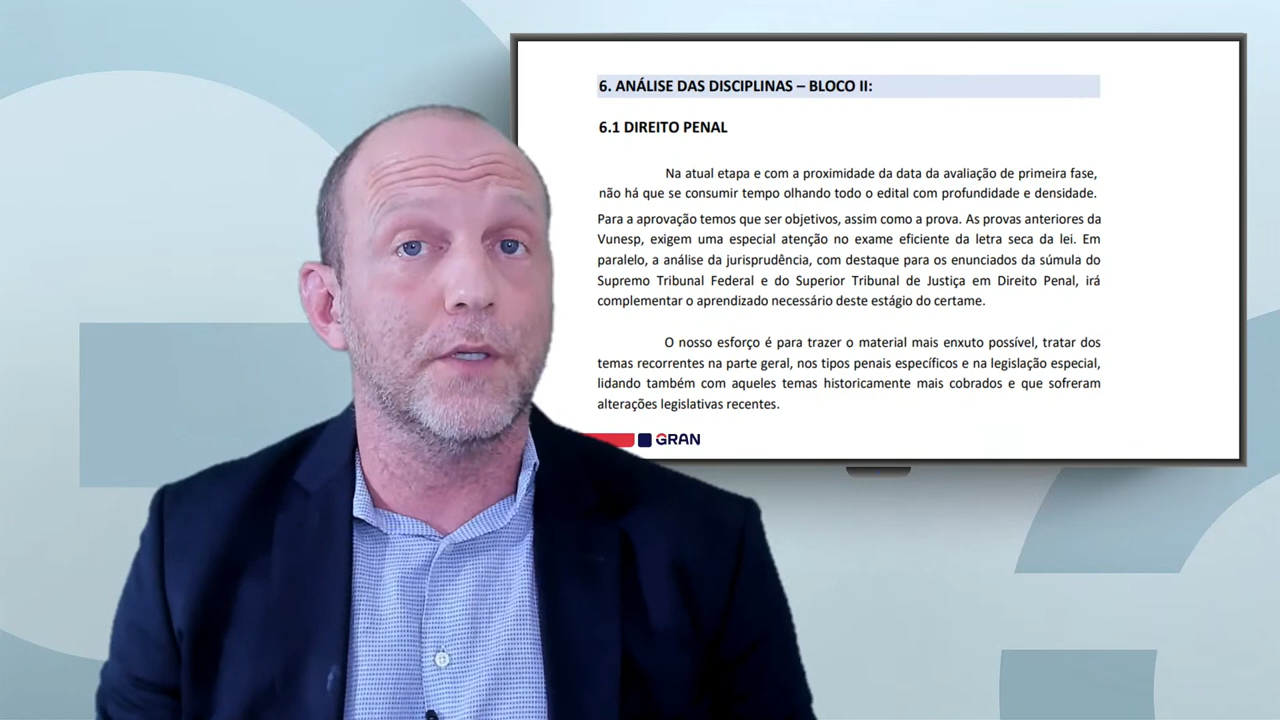 6. ANÁLISE DAS DISCIPLINAS – BLOCO II:
6.1 DIREITO PENAL
Na atual etapa e com a proximidade da data da avaliação de primeira fase,
não há que se consumir tempo olhando todo o edital com profundidade e densidade.
Para a aprovação temos que ser objetivos, assim como a prova. As provas anteriores da
Vunesp, exigem uma especial atenção no exame eficiente da letra seca da lei. Em
paralelo, a análise da jurisprudência, com destaque para os enunciados da súmula do
Supremo Tribunal Federal e do Superior Tribunal de Justiça em Direito Penal, irá
complementar o aprendizado necessário deste estágio do certame.
O nosso esforço é para trazer o material mais enxuto possível, tratar dos
temas recorrentes na parte geral, nos tipos penais específicos e na legislação especial,
lidando também com aqueles temas historicamente mais cobrados e que sofreram
alterações legislativas recentes.
GRAN